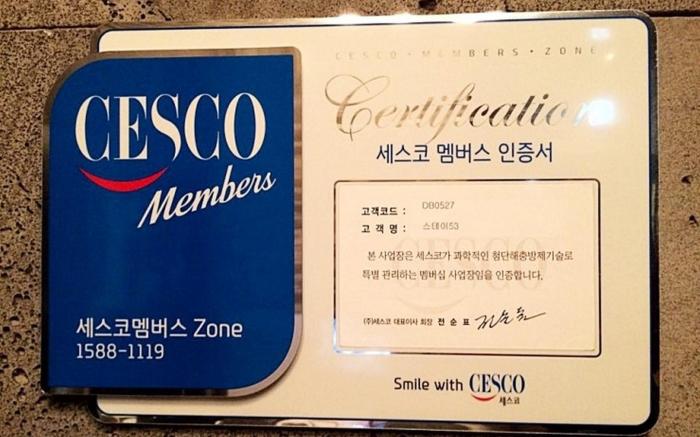 CESCO
Members
세스코멤버스 Zone
1588-1119
CESCO • MEMBERS • ZONE
Certification
세스코 멤버스 인증서
고객코드 : DB0527
고 객 명 : 스테이53
본 사업장은 세스코가 과학적인 첨단해충방제기술로
특별 관리하는 멤버십 사업장임을 인증합니다.
(주)세스코 대표이사 회장 전 순 표
Smile with CESCO
세스코